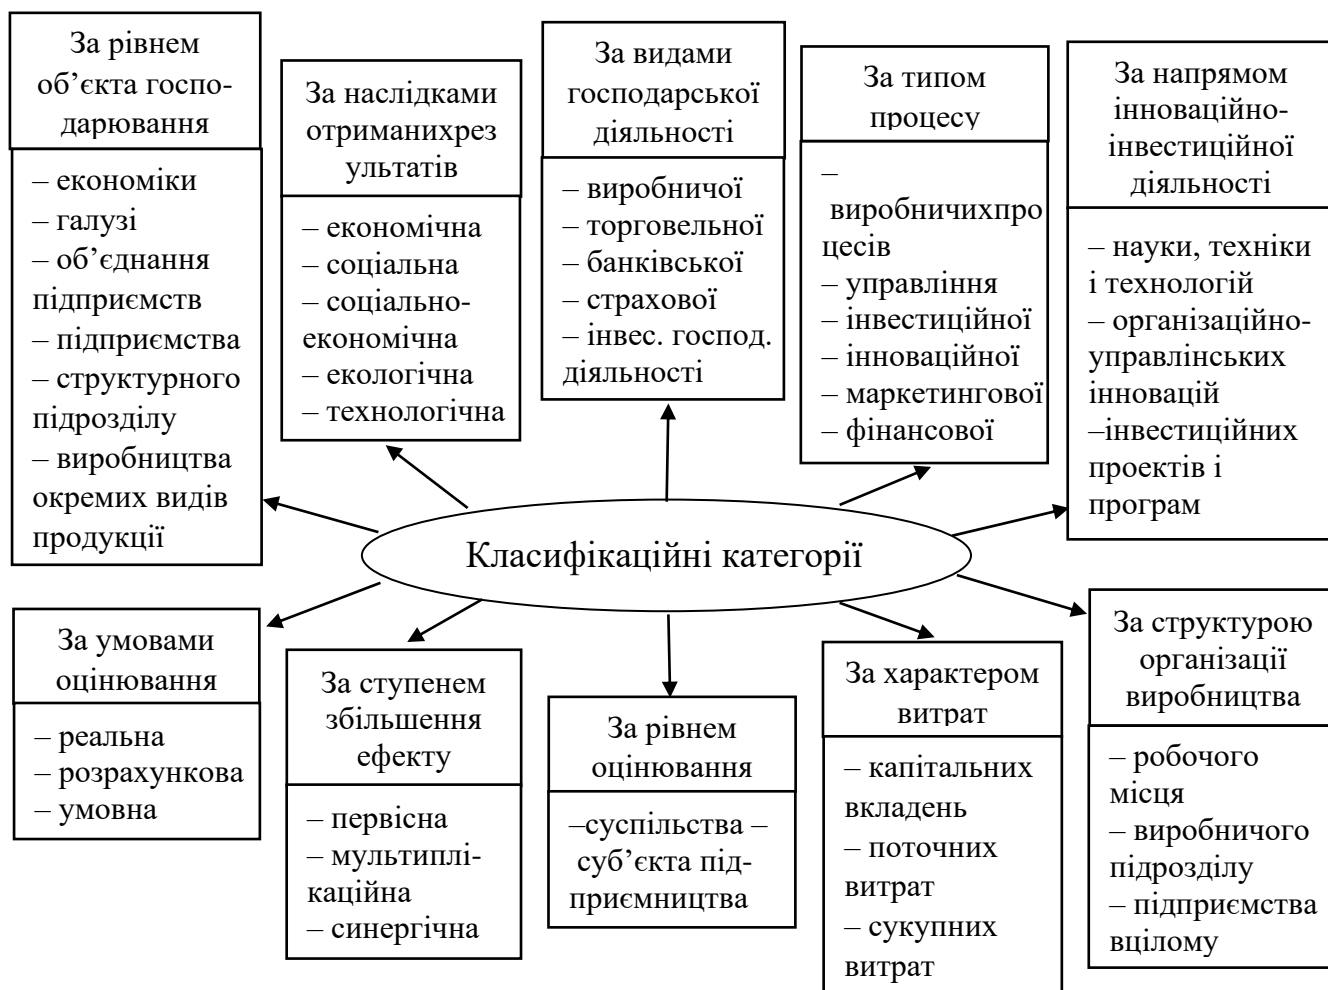 За рівнем
об’єкта госпо-
дарювання
– економіки
– галузі
– об’єднання
підприємств
– підприємства
– структурного
підрозділу
– виробництва
окремих видів
продукції
За наслідками
отриманихрез
ультатів
– економічна
– соціальна
– соціально-
економічна
– екологічна
– технологічна
За видами
господарської
діяльності
– виробничої
– торговельної
– банківської
– страхової
– інвес. господ.
діяльності
За типом
процесу
–
виробничихпро
цесів
– управління
– інвестиційної
– інноваційної
– маркетингової
– фінансової
За напрямом
інноваційно-
інвестиційної
діяльності
– науки, техніки
і технологій
– організаційно-
управлінських
інновацій
–інвестиційних
проектів і
програм
Класифікаційні категорії
За умовами
оцінювання
– реальна
– розрахункова
– умовна
За ступенем
збільшення
ефекту
– первісна
– мультиплі-
каційна
– синергічна
За рівнем
оцінювання
–суспільства –
суб’єкта під-
приємництва
За характером
витрат
– капітальних
вкладень
– поточних
витрат
– сукупних
витрат
За структурою
організації
виробництва
– робочого
місця
– виробничого
підрозділу
– підприємства
вцілому